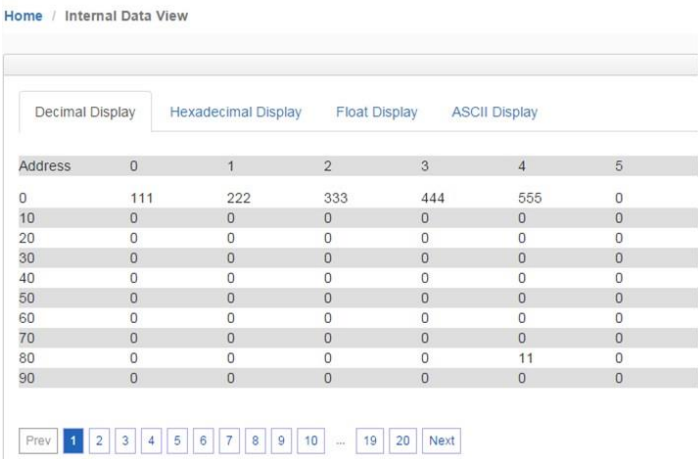 Home / Internal Data View
Decimal Display Hexadecimal Display Float Display ASCII Display
Address 0 1 2 3 4 5
0 111 222 333 444 555 0
10 0 0 0 0 0 0
20 0 0 0 0 0 0
30 0 0 0 0 0 0
40 0 0 0 0 0 0
50 0 0 0 0 0 0
60 0 0 0 0 0 0
70 0 0 0 0 0 0
80 0 0 0 0 11 0
90 0 0 0 0 0 0
Prev 1 2 3 4 5 6 7 8 9 10 ... 19 20 Next